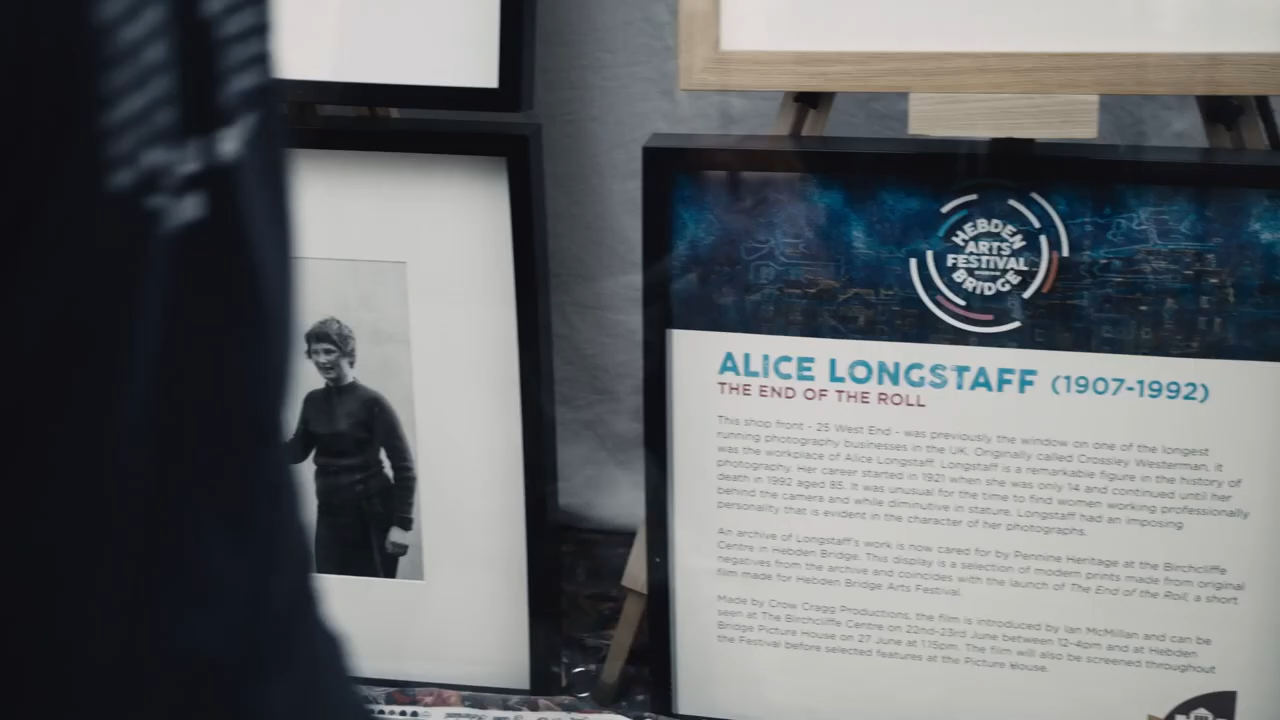 HEBDEN
ARTS
FESTIVAL
BRIDGE
ALICE LONGSTAFF (1907-1992)
THE END OF THE ROLL
This shop front - 25 West End - was previously the window on one of the longest
running photography businesses in the UK. Originally called Crossley Westerman, it
was the workplace of Alice Longstaff. Longstaff is a remarkable figure in the history of
photography. Her career started in 1921 when she was only 14 and continued until her
death in 1992 aged 85. It was unusual for the time to find women working professionally
behind the camera and while diminutive in stature, Longstaff had an imposing
personality that is evident in the character of her photographs.
An archive of Longstaff's work is now cared for by Pennine Heritage at the Birchcliffe
Centre in Hebden Bridge. This display is a selection of modern prints made from original
negatives from the archive and coincides with the launch of The End of the Roll, a short
film made for Hebden Bridge Arts Festival.
Made by Crow Cragg Productions, the film is introduced by Ian McMillan and can be
seen at The Birchcliffe Centre on 22nd-23rd June between 12-4pm and at Hebden
Bridge Picture House on 27 June at 1.15pm. The film will also be screened throughout
the Festival before selected features at the Picture House.